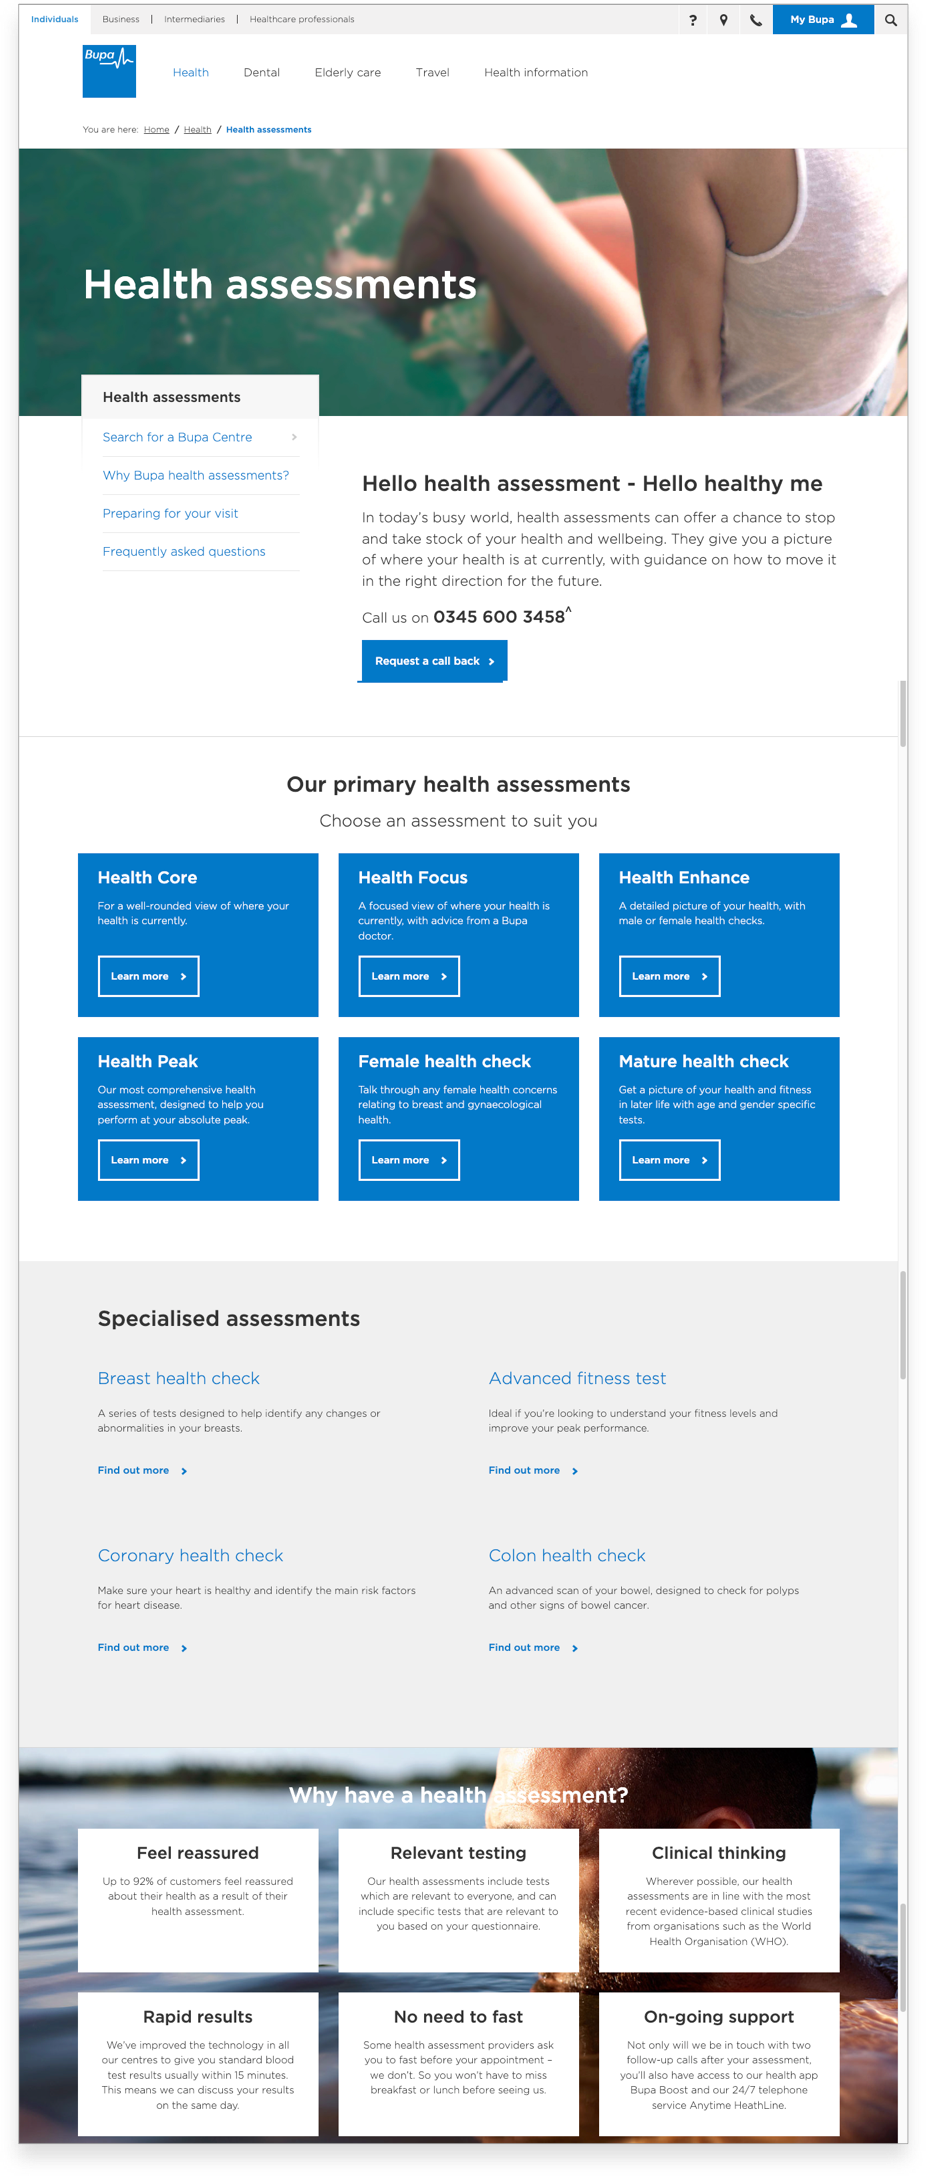 Individuals
Business | Intermediaries | Healthcare professionals
?
My Bupa
Bupa
Health
Dental
Elderly care
Travel
Health information
You are here: Home / Health / Health assessments
Health assessments
Health assessments
Search for a Bupa Centre
Why Bupa health assessments?
Preparing for your visit
Frequently asked questions
Hello health assessment - Hello healthy me
In today's busy world, health assessments can offer a chance to stop
and take stock of your health and wellbeing. They give you a picture
of where your health is at currently, with guidance on how to move it
in the right direction for the future.
Call us on 0345 600 3458^
Request a call back
Our primary health assessments
Choose an assessment to suit you
Health Core
For a well-rounded view of where your
health is currently.
Learn more
Health Focus
A focused view of where your health is
currently, with advice from a Bupa
doctor.
Learn more
Health Enhance
A detailed picture of your health, with
male or female health checks.
Learn more
Health Peak
Our most comprehensive health
assessment, designed to help you
perform at your absolute peak.
Learn more
Female health check
Talk through any female health concerns
relating to breast and gynaecological
health.
Learn more
Mature health check
Get a picture of your health and fitness
in later life with age and gender specific
tests.
Learn more
Specialised assessments
Breast health check
A series of tests designed to help identify any changes or
abnormalities in your breasts.
Find out more
Advanced fitness test
Ideal if you're looking to understand your fitness levels and
improve your peak performance.
Find out more
Coronary health check
Make sure your heart is healthy and identify the main risk factors
for heart disease.
Find out more
Colon health check
An advanced scan of your bowel, designed to check for polyps
and other signs of bowel cancer.
Find out more
Why have a health assessment?
Feel reassured
Up to 92% of customers feel reassured
about their health as a result of their
health assessment.
Relevant testing
Our health assessments include tests
which are relevant to everyone, and can
include specific tests that are relevant to
you based on your questionnaire.
Clinical thinking
Wherever possible, our health
assessments are in line with the most
recent evidence-based clinical studies
from organisations such as the World
Health Organisation (WHO).
Rapid results
We've improved the technology in all
our centres to give you standard blood
test results usually within 15 minutes.
This means we can discuss your results
on the same day.
No need to fast
Some health assessment providers ask
you to fast before your appointment –
we don't. So you won't have to miss
breakfast or lunch before seeing us.
On-going support
Not only will we be in touch with two
follow-up calls after your assessment,
you'll also have access to our health app
Bupa Boost and our 24/7 telephone
service Anytime HeathLine.